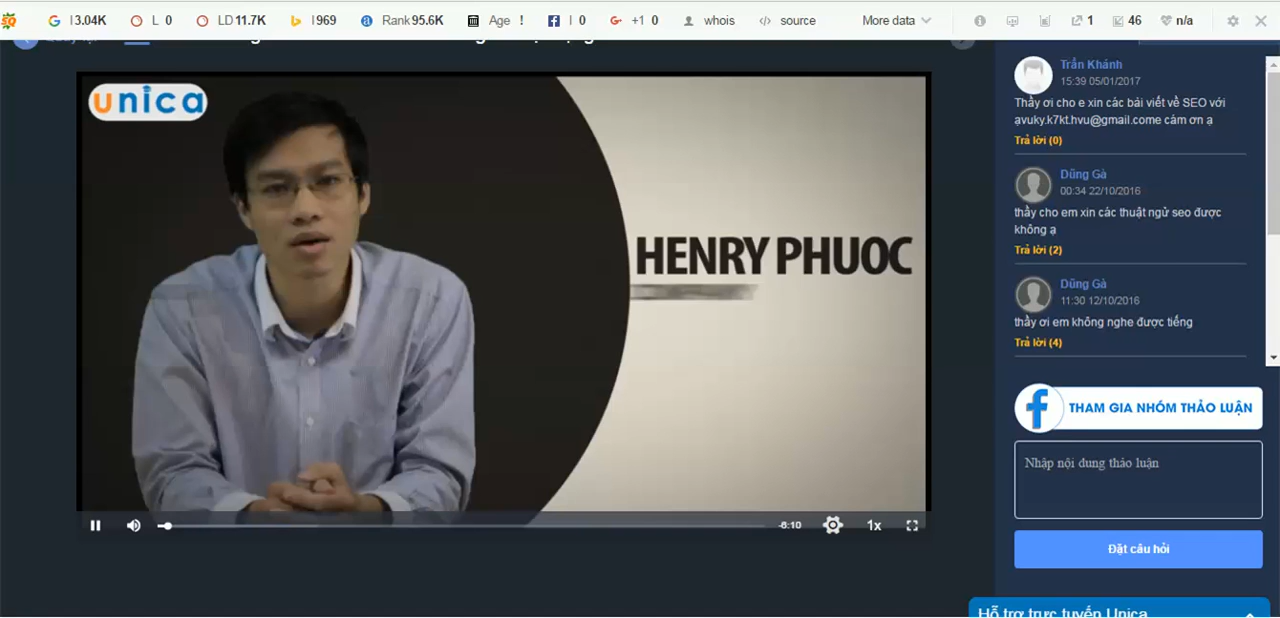 I 3.04K L 0 LD 11.7K I 969 Rank 95.6K Age ! I 0 +1 0 whois source More data 1 46 n/a
unica
HENRY PHUOC
-8:10 1x
Trần Khánh
15:39 05/01/2017
Thầy ơi cho e xin các bài viết về SEO với
ạvuky.k7kt.hvu@gmail.come cám ơn ạ
Trả lời (0)
Dũng Gà
00:34 22/10/2016
thầy cho em xin các thuật ngử seo được
không ạ
Trả lời (2)
Dũng Gà
11:30 12/10/2016
thầy ơi em không nghe được tiếng
Trả lời (4)
THAM GIA NHÓM THẢO LUẬN
Nhập nội dung thảo luận
Đặt câu hỏi
Hỗ trợ trực tuyến Unica